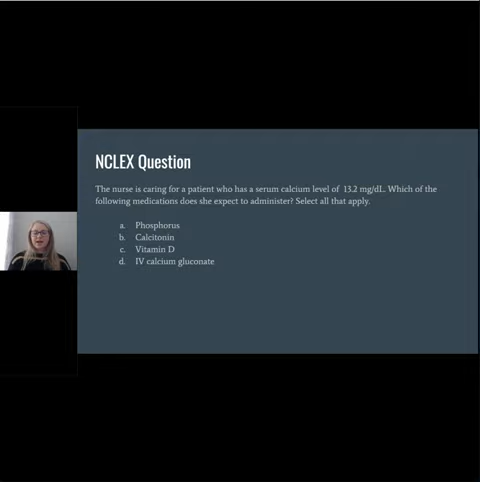 NCLEX Question
The nurse is caring for a patient who has a serum calcium level of 13.2 mg/dL. Which of the
following medications does she expect to administer? Select all that apply.
a. Phosphorus
b. Calcitonin
c. Vitamin D
d. IV calcium gluconate